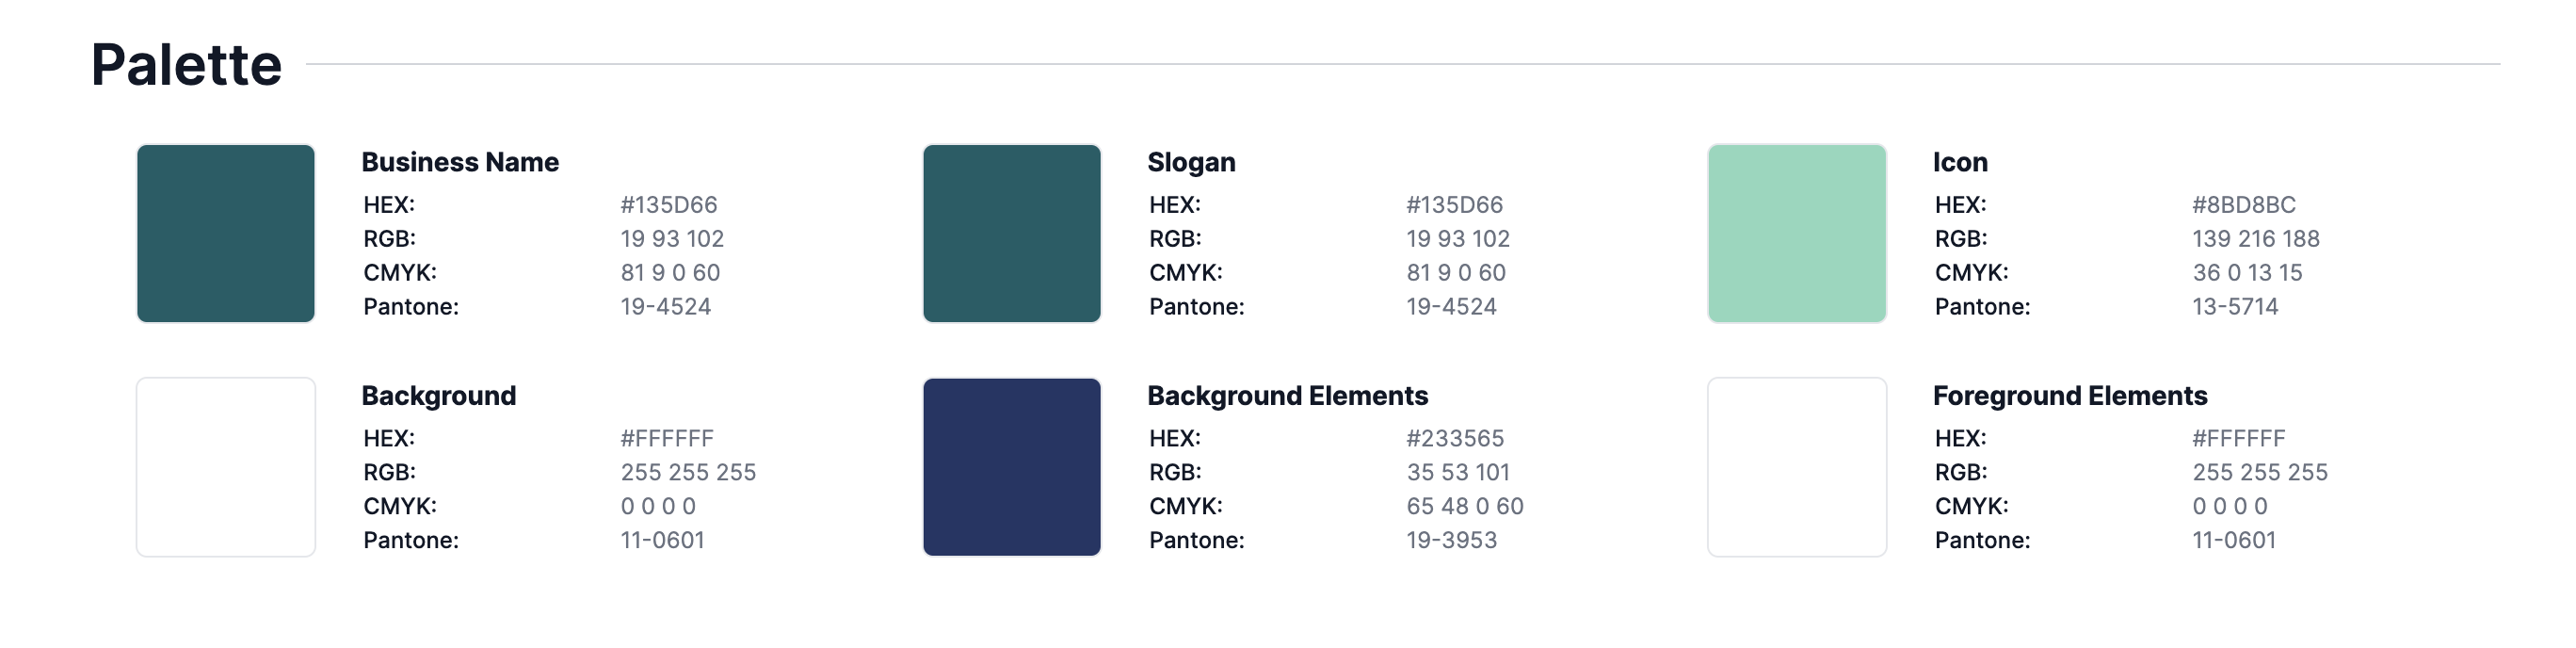 Palette
Business Name
HEX: #135D66
RGB: 19 93 102
CMYK: 81 9 0 60
Pantone: 19-4524
Slogan
HEX: #135D66
RGB: 19 93 102
CMYK: 81 9 0 60
Pantone: 19-4524
Icon
HEX: #8BD8BC
RGB: 139 216 188
CMYK: 36 0 13 15
Pantone: 13-5714
Background
HEX: #FFFFFF
RGB: 255 255 255
CMYK: 0 0 0 0
Pantone: 11-0601
Background Elements
HEX: #233565
RGB: 35 53 101
CMYK: 65 48 0 60
Pantone: 19-3953
Foreground Elements
HEX: #FFFFFF
RGB: 255 255 255
CMYK: 0 0 0 0
Pantone: 11-0601